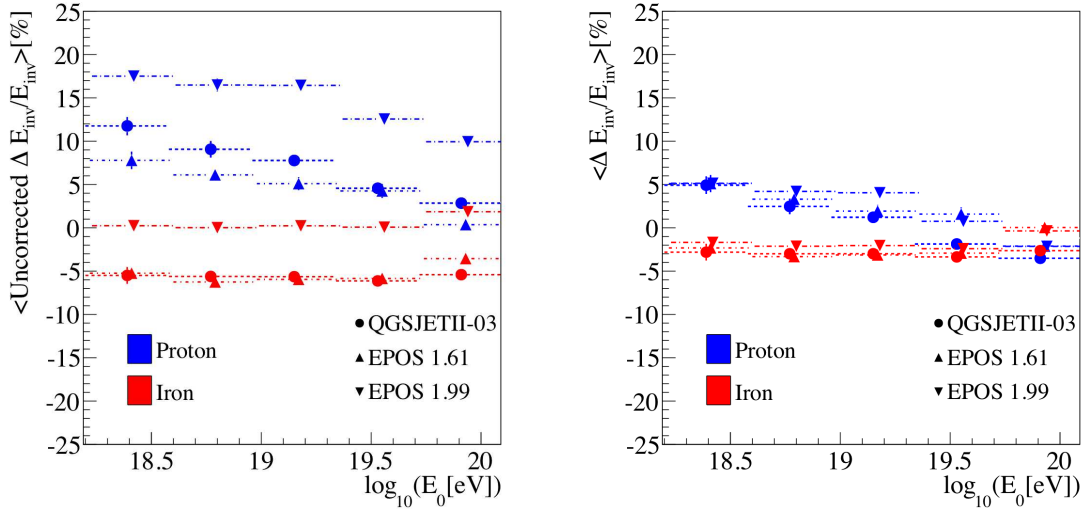 <Uncorrected Δ E_inv/E_inv>[%]
25
20
15
10
5
0
-5
-10
-15
-20
-25
Proton
Iron
QGSJETII-03
EPOS 1.61
EPOS 1.99
18.5 19 19.5 20
log_10(E_0[eV])
<Δ E_inv/E_inv>[%]
25
20
15
10
5
0
-5
-10
-15
-20
-25
Proton
Iron
QGSJETII-03
EPOS 1.61
EPOS 1.99
18.5 19 19.5 20
log_10(E_0[eV])